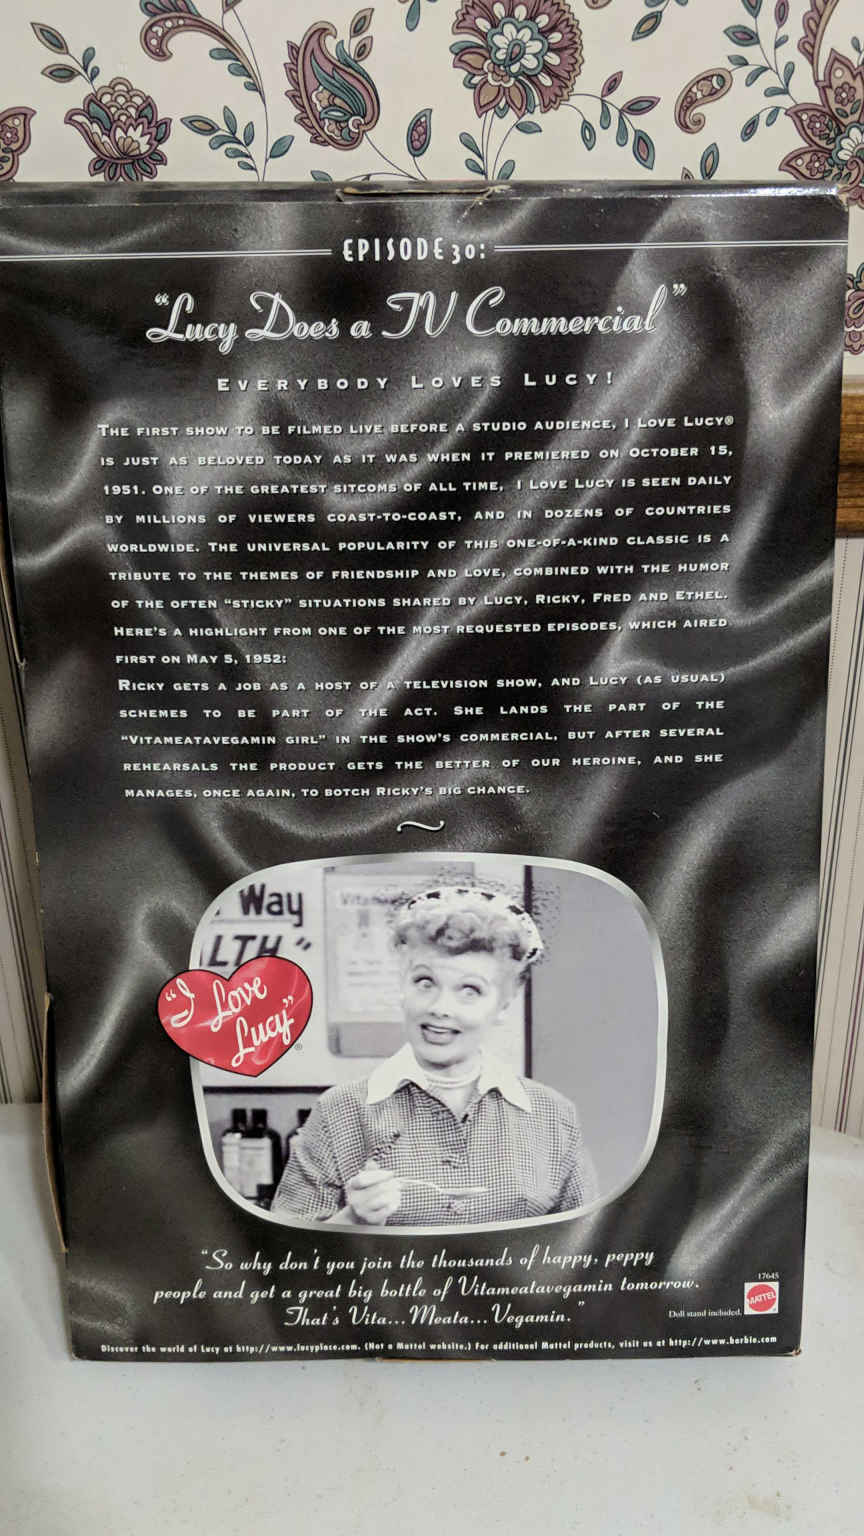 EPISODE 30:
"Lucy Does a TV Commercial"
EVERYBODY LOVES LUCY!
THE FIRST SHOW TO BE FILMED LIVE BEFORE A STUDIO AUDIENCE, I LOVE LUCY®
IS JUST AS BELOVED TODAY AS IT WAS WHEN IT PREMIERED ON OCTOBER 15,
1951. ONE OF THE GREATEST SITCOMS OF ALL TIME, I LOVE LUCY IS SEEN DAILY
BY MILLIONS OF VIEWERS COAST-TO-COAST, AND IN DOZENS OF COUNTRIES
WORLDWIDE. THE UNIVERSAL POPULARITY OF THIS ONE-OF-A-KIND CLASSIC IS A
TRIBUTE TO THE THEMES OF FRIENDSHIP AND LOVE, COMBINED WITH THE HUMOR
OF THE OFTEN "STICKY" SITUATIONS SHARED BY LUCY, RICKY, FRED AND ETHEL.
HERE'S A HIGHLIGHT FROM ONE OF THE MOST REQUESTED EPISODES, WHICH AIRED
FIRST ON MAY 5, 1952:
RICKY GETS A JOB AS A HOST OF A TELEVISION SHOW, AND LUCY (AS USUAL)
SCHEMES TO BE PART OF THE ACT. SHE LANDS THE PART OF THE
"VITAMEATAVEGAMIN GIRL" IN THE SHOW'S COMMERCIAL, BUT AFTER SEVERAL
REHEARSALS THE PRODUCT GETS THE BETTER OF OUR HEROINE, AND SHE
MANAGES, ONCE AGAIN, TO BOTCH RICKY'S BIG CHANCE.
Way
LTH"
"I Love
Lucy"®
"So why don't you join the thousands of happy, peppy
people and get a great big bottle of Vitameatavegamin tomorrow.
That's Vita...Meata...Vegamin."
17645
MATTEL
Doll stand included.
Discover the world of Lucy at http://www.lucyplace.com. (Not a Mattel website.) For additional Mattel products, visit us at http://www.barbie.com